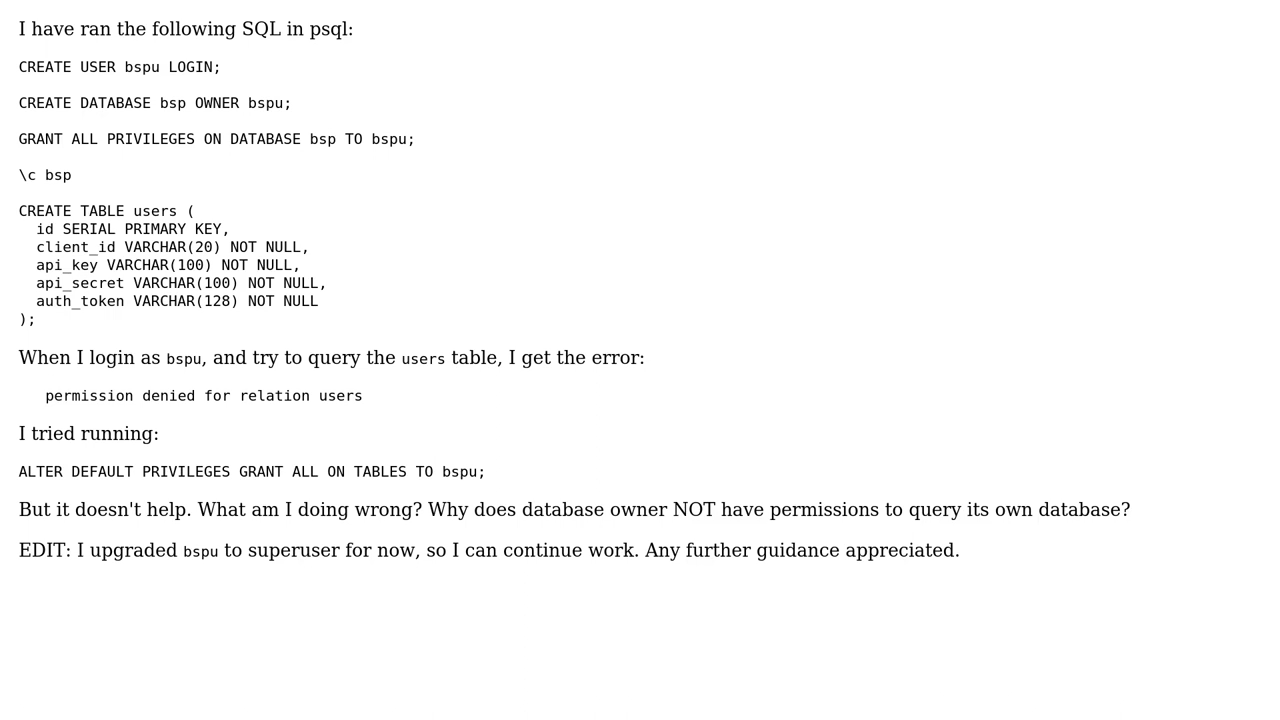 I have ran the following SQL in psql:
CREATE USER bspu LOGIN;
CREATE DATABASE bsp OWNER bspu;
GRANT ALL PRIVILEGES ON DATABASE bsp TO bspu;
\c bsp
CREATE TABLE users (
  id SERIAL PRIMARY KEY,
  client_id VARCHAR(20) NOT NULL,
  api_key VARCHAR(100) NOT NULL,
  api_secret VARCHAR(100) NOT NULL,
  auth_token VARCHAR(128) NOT NULL
);
When I login as bspu, and try to query the users table, I get the error:
permission denied for relation users
I tried running:
ALTER DEFAULT PRIVILEGES GRANT ALL ON TABLES TO bspu;
But it doesn't help. What am I doing wrong? Why does database owner NOT have permissions to query its own database?
EDIT: I upgraded bspu to superuser for now, so I can continue work. Any further guidance appreciated.